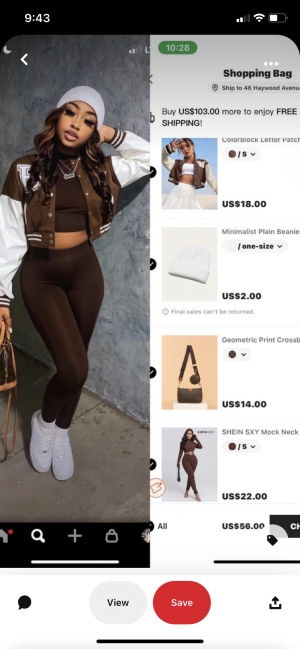 9:43
10:28
Shopping Bag
Ship to 46 Haywood Avenu
Buy US$103.00 more to enjoy FREE
SHIPPING!
Colorblock Letter Patch
/ S
US$18.00
Minimalist Plain Beanie
/ one-size
US$2.00
Final sales can't be returned.
Geometric Print Crossb
US$14.00
SHEIN SXY Mock Neck
/ S
US$22.00
All
US$56.00
CH
View
Save